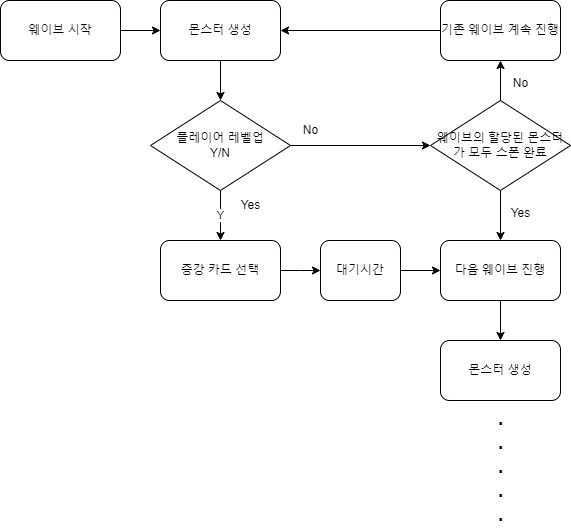 웨이브 시작
몬스터 생성
기존 웨이브 계속 진행
No
플레이어 레벨업
Y/N
No
웨이브의 할당된 몬스터
가 모두 스폰 완료
Yes
Y
Yes
증강 카드 선택
대기시간
다음 웨이브 진행
몬스터 생성